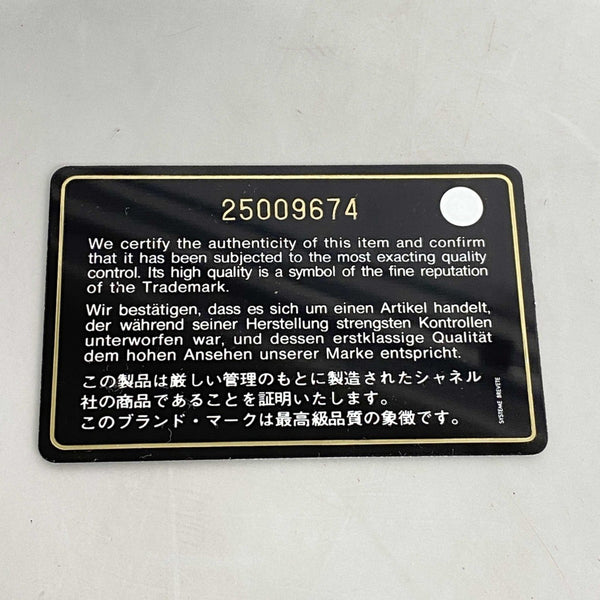 25009674
We certify the authenticity of this item and confirm
that it has been subjected to the most exacting quality
control. Its high quality is a symbol of the fine reputation
of the Trademark.
Wir bestätigen, dass es sich um einen Artikel handelt,
der während seiner Herstellung strengsten Kontrollen
unterworfen war, und dessen erstklassige Qualität
dem hohen Ansehen unserer Marke entspricht.
この製品は厳しい管理のもとに製造されたシャネル
社の商品であることを証明いたします。
このブランド・マークは最高級品質の象徴です。
SYSTEME BREVETE